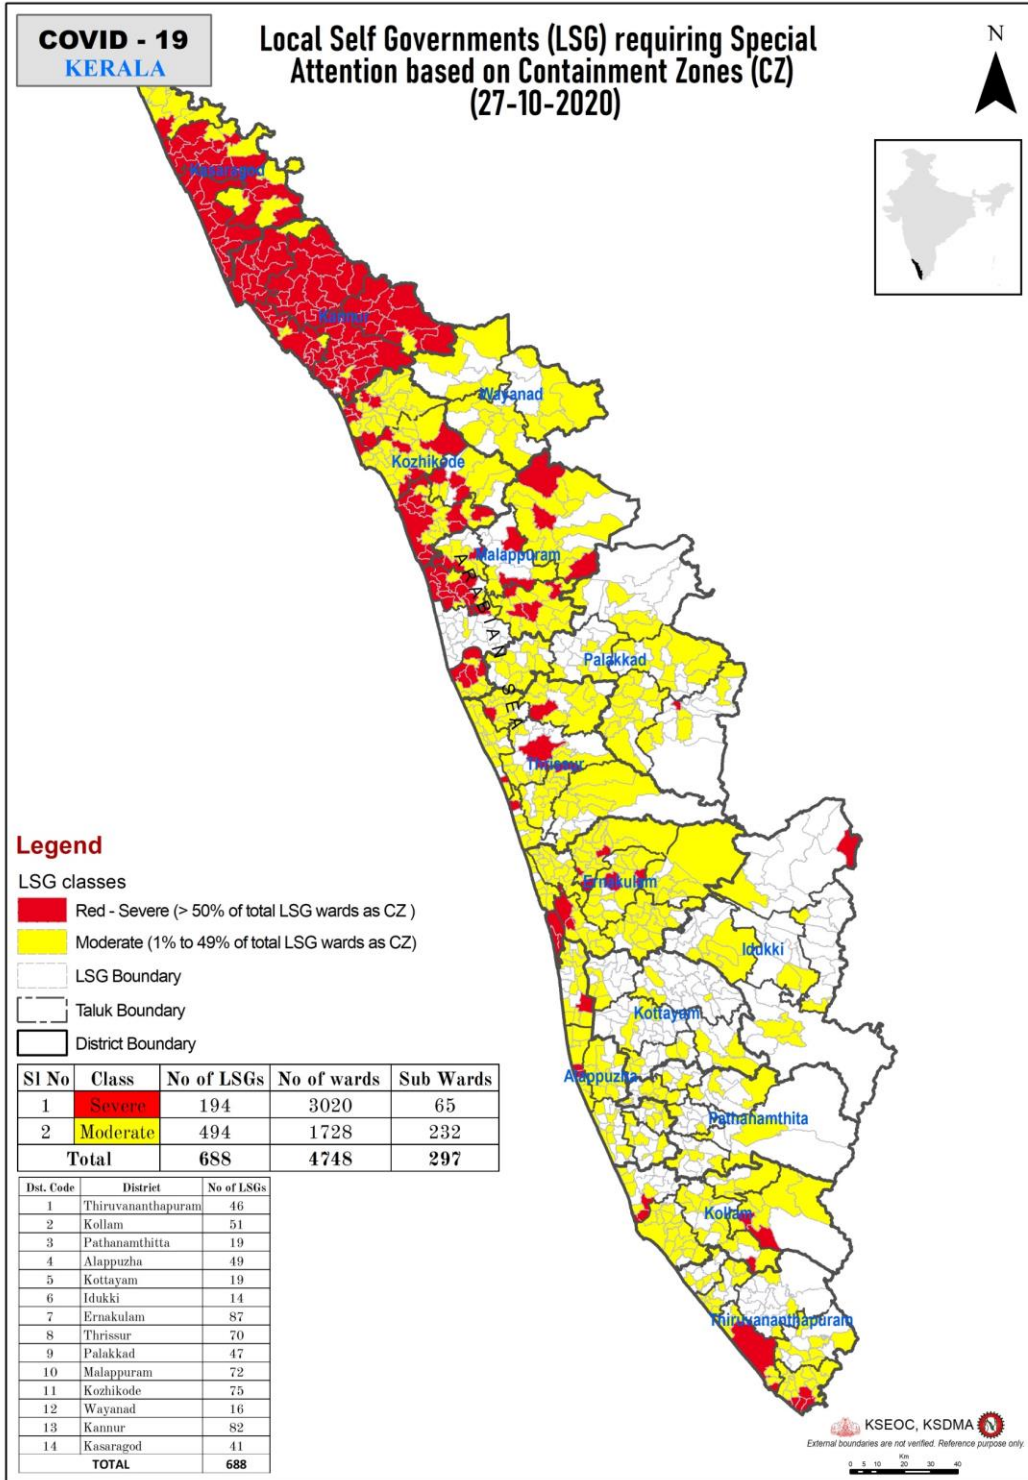 COVID - 19
KERALA
Local Self Governments (LSG) requiring Special
Attention based on Containment Zones (CZ)
(27-10-2020)
N
Kasaragod
Kannur
Wayanad
Kozhikode
Malappuram
ARABIAN SEA
Palakkad
Thrissur
Ernakulam
Idukki
Kottayam
Alappuzha
Pathanamthita
Kollam
Thiruvananthapuram
Legend
LSG classes
Red - Severe (> 50% of total LSG wards as CZ )
Moderate (1% to 49% of total LSG wards as CZ)
LSG Boundary
Taluk Boundary
District Boundary
Sl No Class No of LSGs No of wards Sub Wards
1 Severe 194 3020 65
2 Moderate 494 1728 232
Total 688 4748 297
Dst. Code District No of LSGs
1 Thiruvananthapuram 46
2 Kollam 51
3 Pathanamthitta 19
4 Alappuzha 49
5 Kottayam 19
6 Idukki 14
7 Ernakulam 87
8 Thrissur 70
9 Palakkad 47
10 Malappuram 72
11 Kozhikode 75
12 Wayanad 16
13 Kannur 82
14 Kasaragod 41
TOTAL 688
KSEOC, KSDMA
External boundaries are not verified. Reference purpose only.
Km
0 5 10 20 30 40